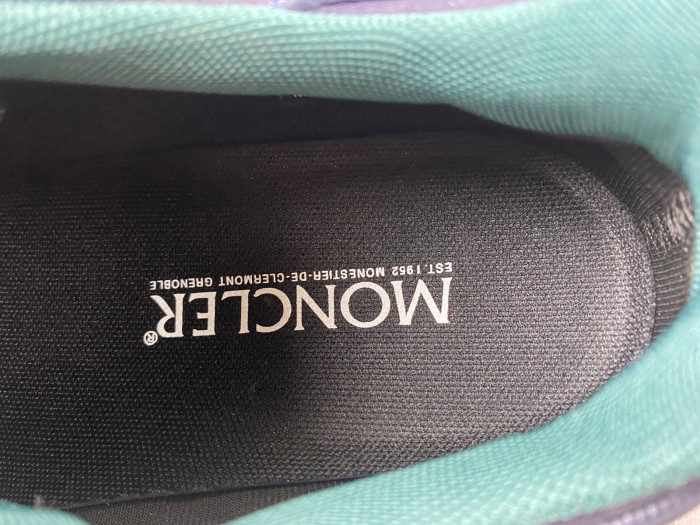 MONCLER®
EST. 1952 MONESTIER-DE-CLERMONT GRENOBLE